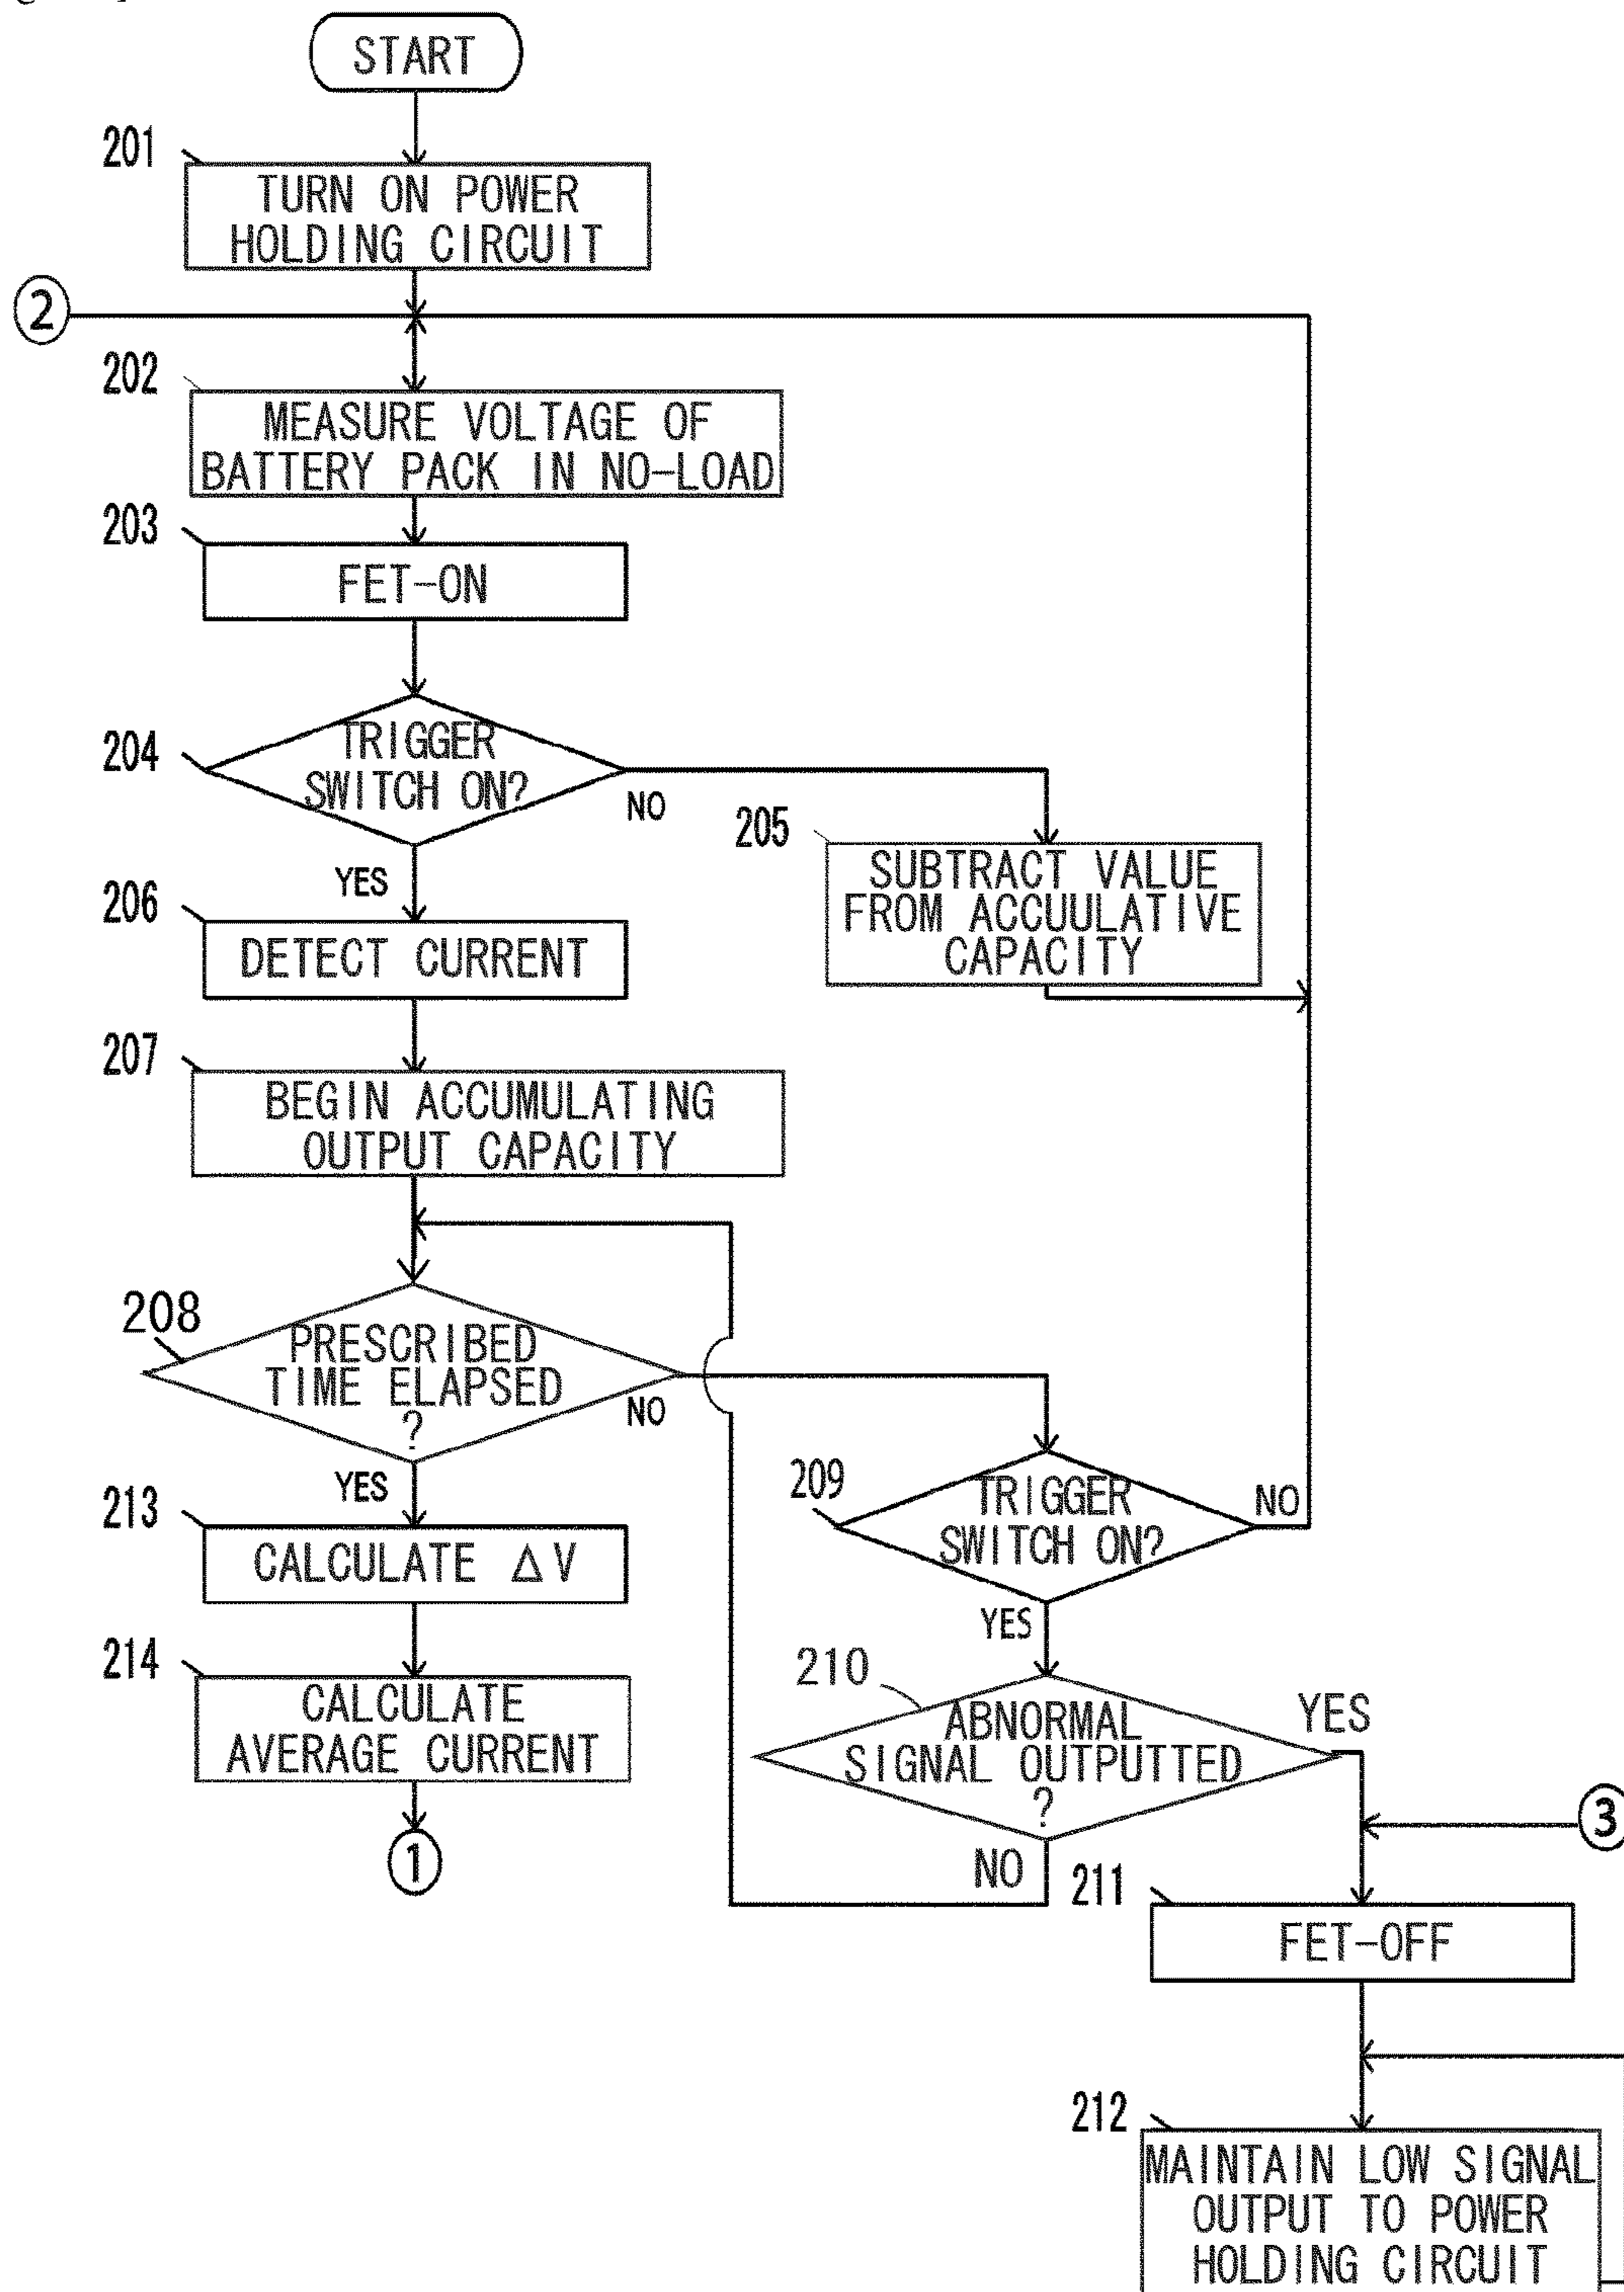 START
201
TURN ON POWER
HOLDING CIRCUIT
2
202
MEASURE VOLTAGE OF
BATTERY PACK IN NO-LOAD
203
FET-ON
204
TRIGGER
SWITCH ON?
NO
YES
205
SUBTRACT VALUE
FROM ACCUULATIVE
CAPACITY
206
DETECT CURRENT
207
BEGIN ACCUMULATING
OUTPUT CAPACITY
208
PRESCRIBED
TIME ELAPSED
?
NO
YES
209
TRIGGER
SWITCH ON?
NO
YES
213
CALCULATE ΔV
214
CALCULATE
AVERAGE CURRENT
1
210
ABNORMAL
SIGNAL OUTPUTTED
?
YES
NO
3
211
FET-OFF
212
MAINTAIN LOW SIGNAL
OUTPUT TO POWER
HOLDING CIRCUIT